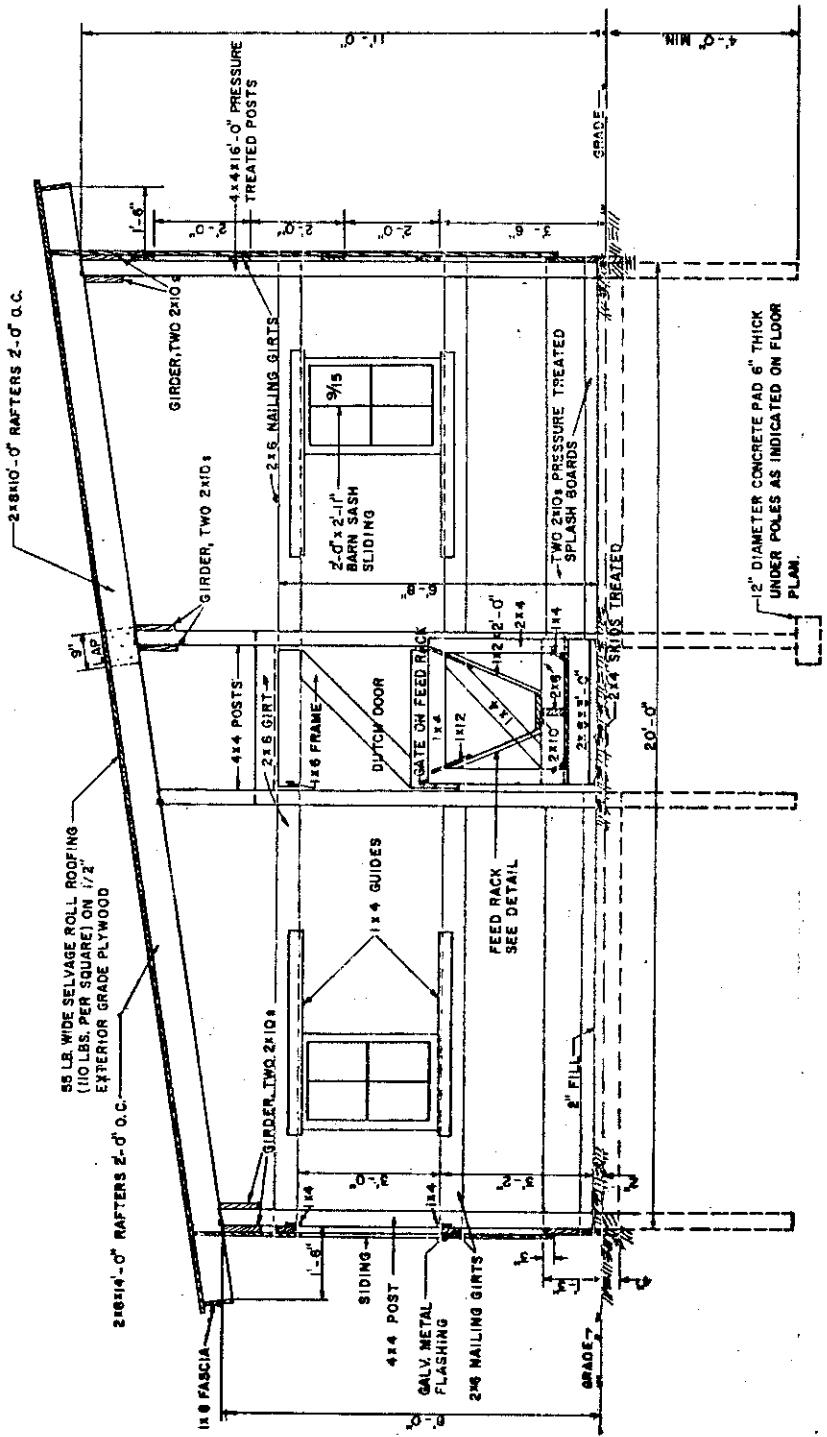 55 LB. WIDE SELVAGE ROLL ROOFING
(110 LBS. PER SQUARE) ON 1/2"
EXTERIOR GRADE PLYWOOD
2x8x14'-0" RAFTERS 2'-0" O.C.
2x8x10'-0" RAFTERS 2'-0" O.C.
9"
AP
1x8 FASCIA
GIRDER, TWO 2x10s
GIRDER, TWO 2x10s
GIRDER, TWO 2x10s
1'-6"
11'-0"
4'-0" MIN.
4x4x16'-0" PRESSURE
TREATED POSTS
2'-0"
2'-0"
2'-0"
3'-6"
GRADE
4x4 POSTS
2x6 GIRT
1x6 FRAME
DUTCH DOOR
GATE ON FEED RACK
1x4
1x12
1x4
1x2x2'-0"
2x4
2x10
2x6
1x4
2x4 SKIDS TREATED
2x6 NAILING GIRTS
9/15
2'-0" x 2'-11"
BARN SASH
SLIDING
6'-8"
TWO 2x10s PRESSURE TREATED
SPLASH BOARDS
1x4 GUIDES
FEED RACK
SEE DETAIL
1'-6"
1x4
3'-0"
1x4
3'-2"
SIDING
4x4 POST
GALV. METAL
FLASHING
2x6 NAILING GIRTS
2" FILL
2"
GRADE
20'-0"
12" DIAMETER CONCRETE PAD 6" THICK
UNDER POLES AS INDICATED ON FLOOR
PLAN.